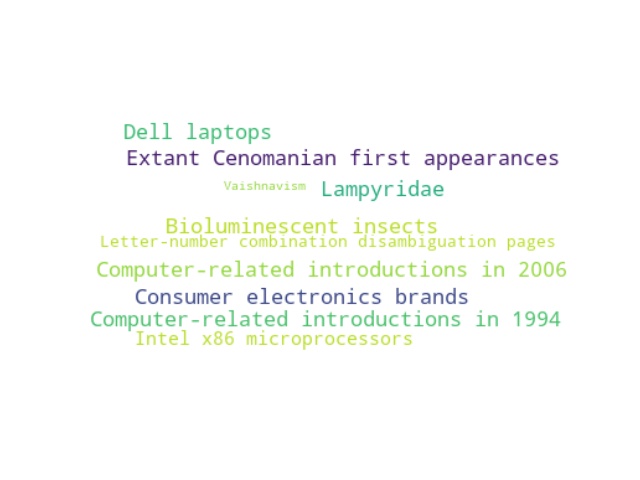 Dell laptops
Extant Cenomanian first appearances
Vaishnavism Lampyridae
Bioluminescent insects
Letter-number combination disambiguation pages
Computer-related introductions in 2006
Consumer electronics brands
Computer-related introductions in 1994
Intel x86 microprocessors